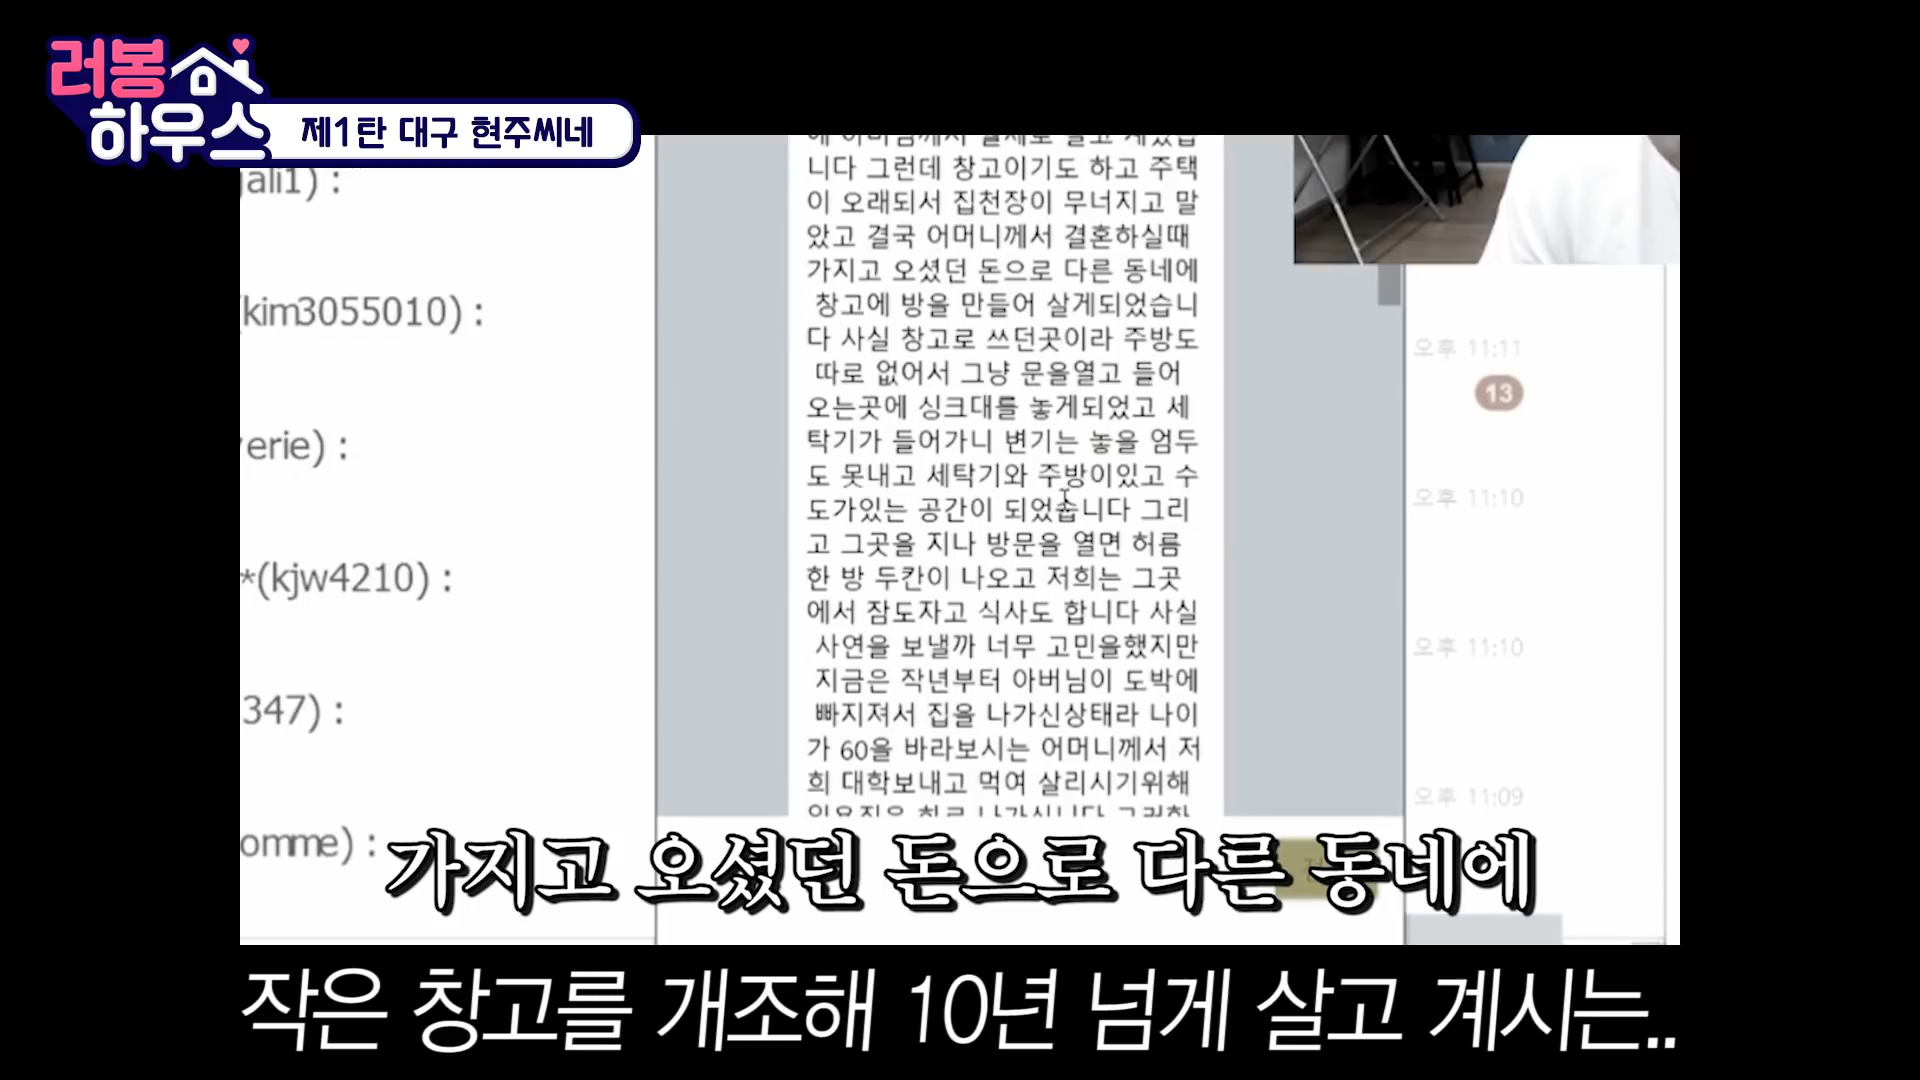 러봉
하우스
제1탄 대구 현주씨네
gali1) :
(kim3055010) :
erie) :
*(kjw4210) :
347) :
omme) :
니다 그런데 창고이기도 하고 주택
이 오래되서 집천장이 무너지고 말
았고 결국 어머니께서 결혼하실때
가지고 오셨던 돈으로 다른 동네에
창고에 방을 만들어 살게되었습니
다 사실 창고로 쓰던곳이라 주방도
따로 없어서 그냥 문을열고 들어
오는곳에 싱크대를 놓게되었고 세
탁기가 들어가니 변기는 놓을 엄두
도 못내고 세탁기와 주방이있고 수
도가있는 공간이 되었습니다 그리
고 그곳을 지나 방문을 열면 허름
한 방 두칸이 나오고 저희는 그곳
에서 잠도자고 식사도 합니다 사실
사연을 보낼까 너무 고민을했지만
지금은 작년부터 아버님이 도박에
빠지져서 집을 나가신상태라 나이
가 60을 바라보시는 어머니께서 저
희 대학보내고 먹여 살리시기위해
오후 11:11
13
오후 11:10
오후 11:10
오후 11:09
가지고 오셨던 돈으로 다른 동네에
작은 창고를 개조해 10년 넘게 살고 계시는..